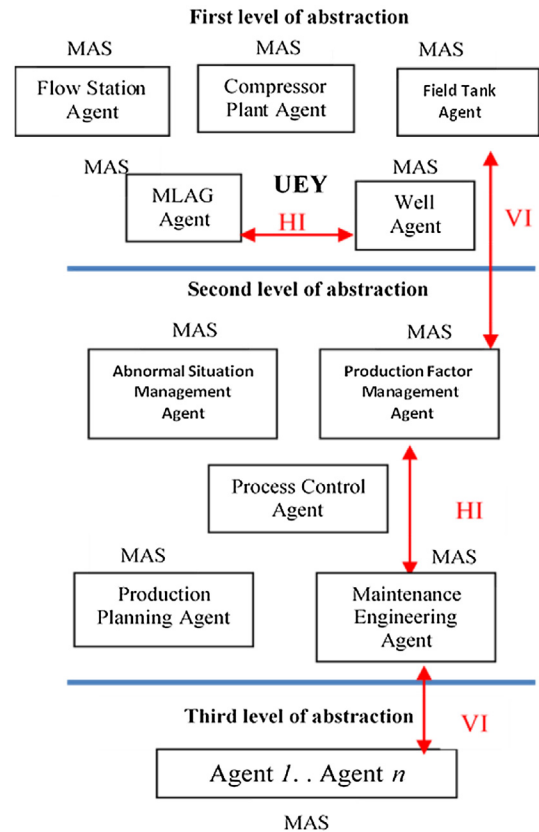 First level of abstraction
MAS
MAS
MAS
Flow Station
Agent
Compressor
Plant Agent
Field Tank
Agent
MAS
UEY
MAS
MLAG
Agent
HI
Well
Agent
VI
Second level of abstraction
MAS
MAS
Abnormal Situation
Management
Agent
Production Factor
Management
Agent
Process Control
Agent
HI
MAS
MAS
Production
Planning Agent
Maintenance
Engineering
Agent
Third level of abstraction
VI
Agent 1. . Agent n
MAS